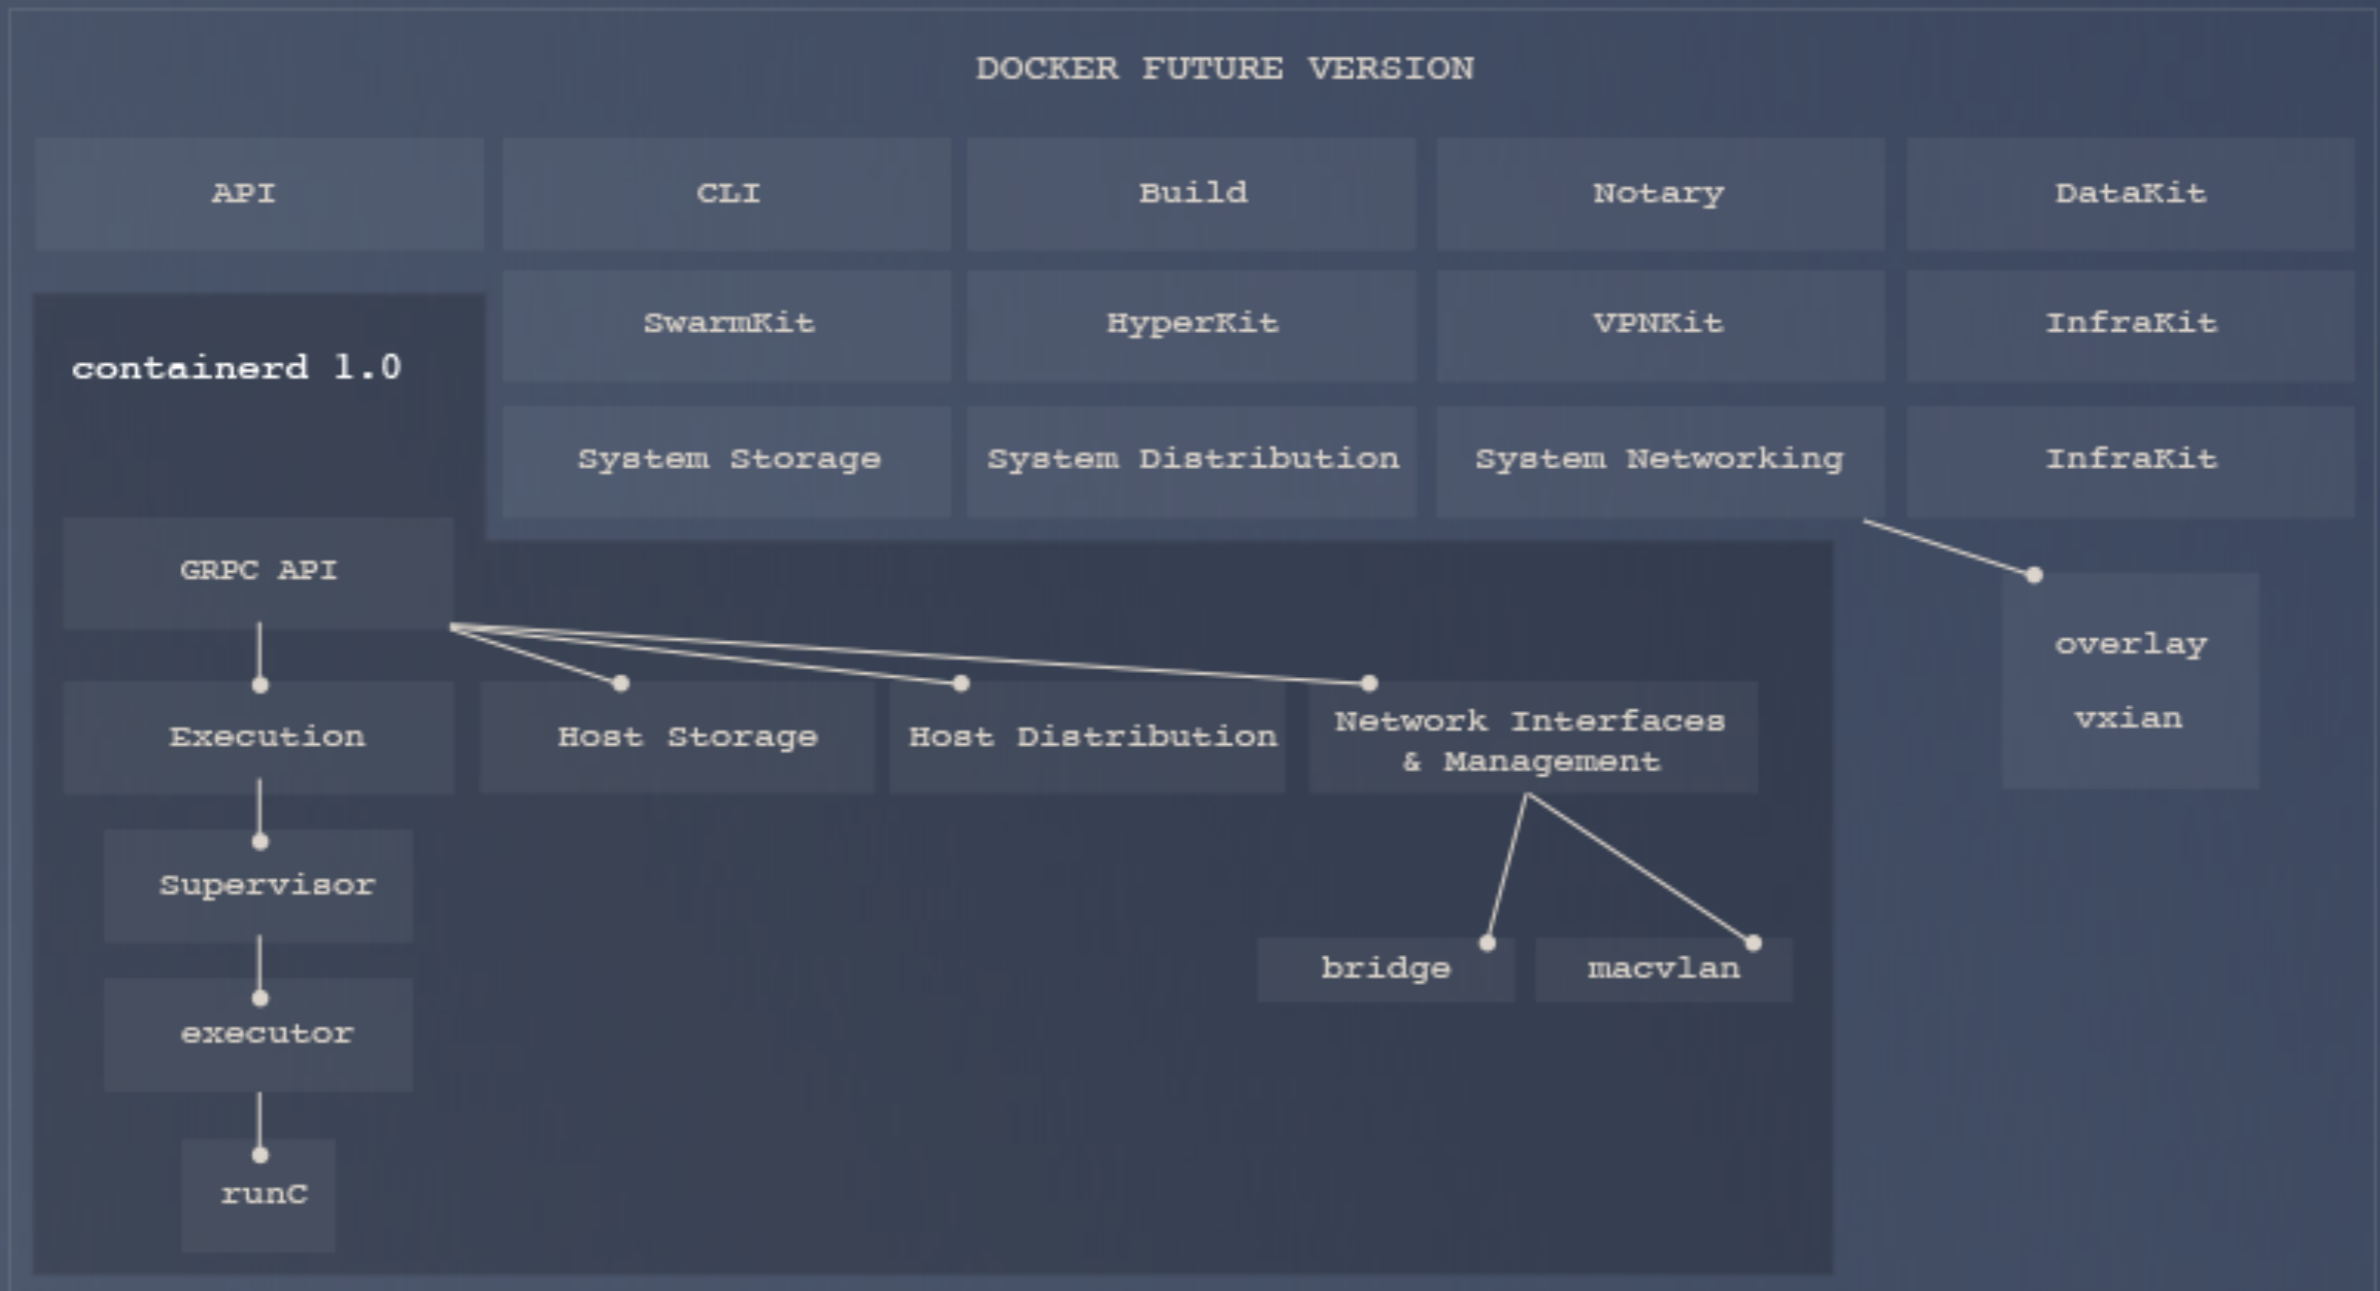 DOCKER FUTURE VERSION
API
CLI
Build
Notary
DataKit
SwarmKit
HyperKit
VPNKit
InfraKit
containerd 1.0
System Storage
System Distribution
System Networking
InfraKit
GRPC API
overlay
vxian
Execution
Host Storage
Host Distribution
Network Interfaces
& Management
Supervisor
bridge
macvlan
executor
runC